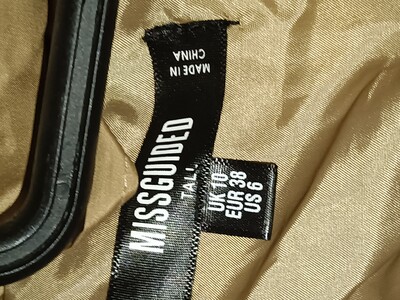 MADE IN
CHINA
MISSGUIDED
TALL
UK 10
EUR 38
US 6